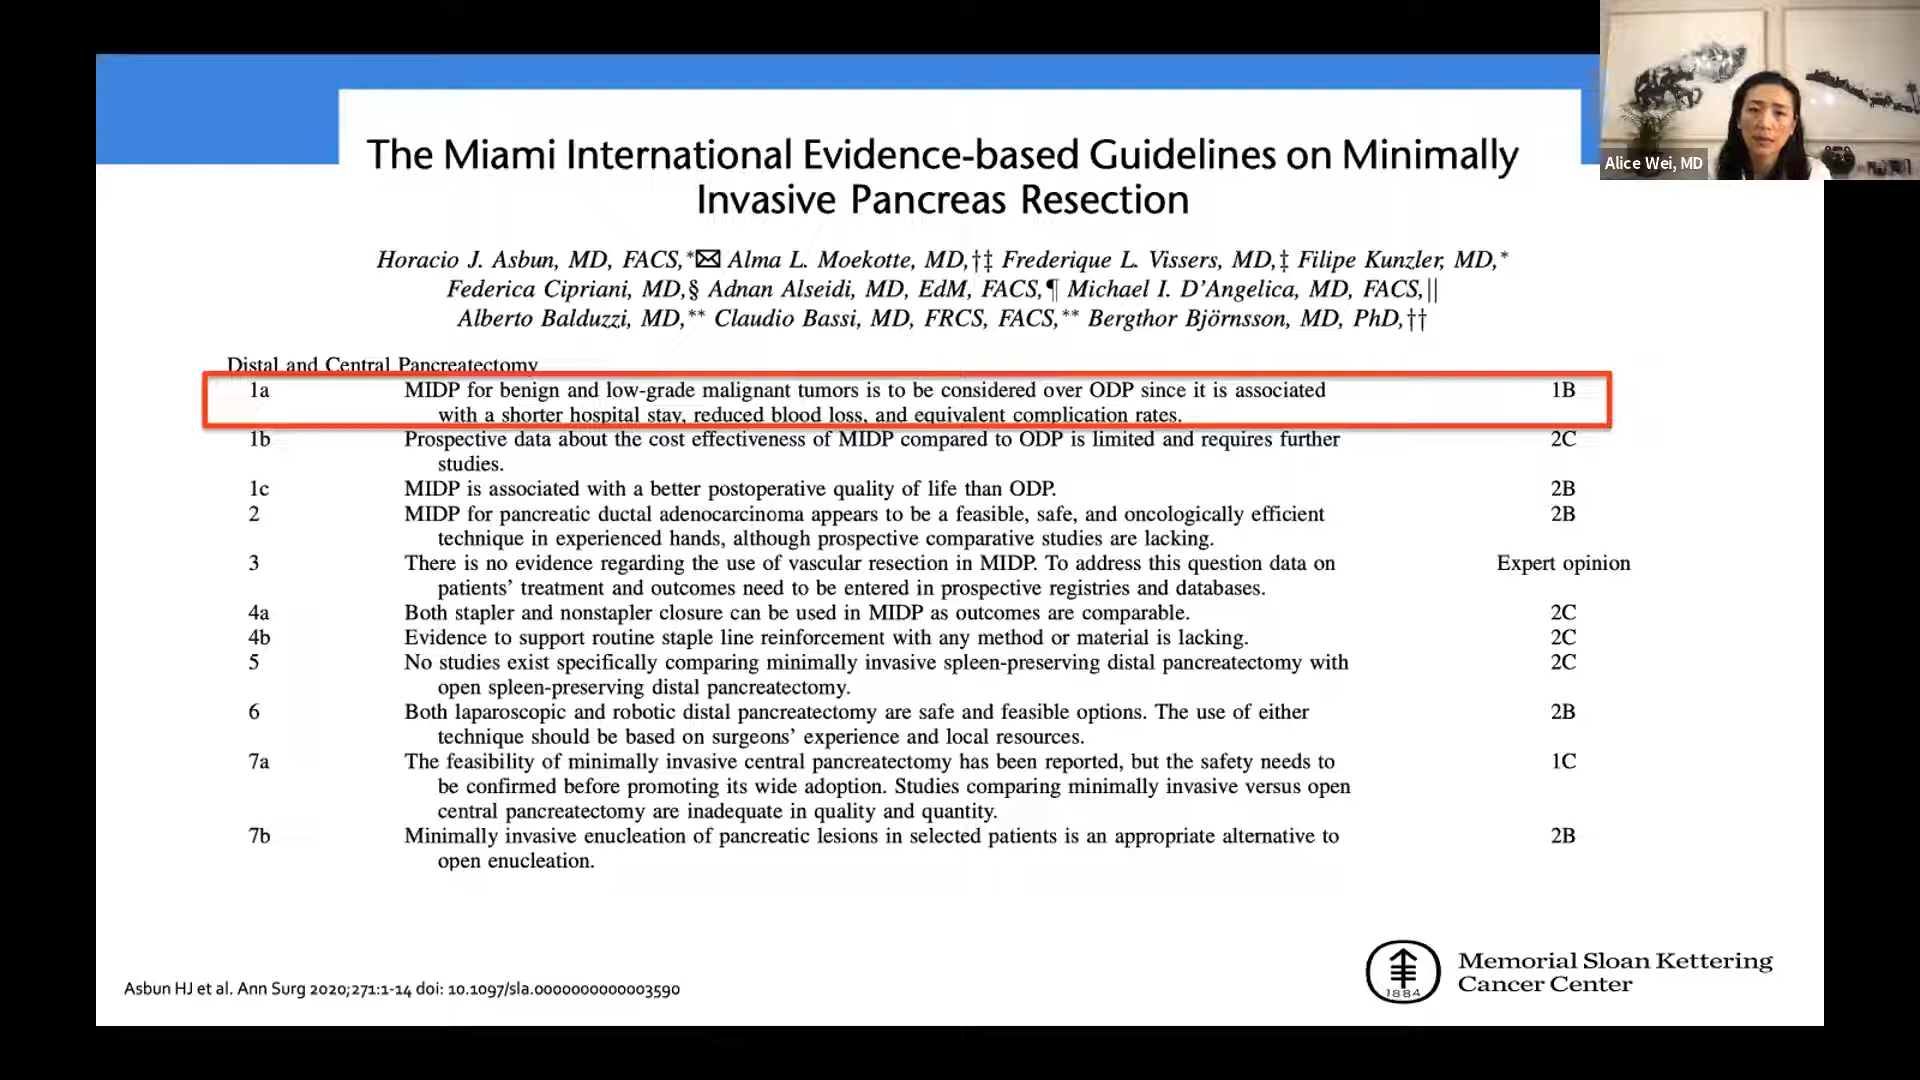 Alice Wei, MD
The Miami International Evidence-based Guidelines on Minimally
Invasive Pancreas Resection
Horacio J. Asbun, MD, FACS,*✉ Alma L. Moekotte, MD,†‡ Frederique L. Vissers, MD,‡ Filipe Kunzler, MD,*
Federica Cipriani, MD,§ Adnan Alseidi, MD, EdM, FACS,¶ Michael I. D'Angelica, MD, FACS,||
Alberto Balduzzi, MD,** Claudio Bassi, MD, FRCS, FACS,** Bergthor Björnsson, MD, PhD,††
Distal and Central Pancreatectomy
1a MIDP for benign and low-grade malignant tumors is to be considered over ODP since it is associated 1B
with a shorter hospital stay, reduced blood loss, and equivalent complication rates.
1b Prospective data about the cost effectiveness of MIDP compared to ODP is limited and requires further 2C
studies.
1c MIDP is associated with a better postoperative quality of life than ODP. 2B
2 MIDP for pancreatic ductal adenocarcinoma appears to be a feasible, safe, and oncologically efficient 2B
technique in experienced hands, although prospective comparative studies are lacking.
3 There is no evidence regarding the use of vascular resection in MIDP. To address this question data on Expert opinion
patients' treatment and outcomes need to be entered in prospective registries and databases.
4a Both stapler and nonstapler closure can be used in MIDP as outcomes are comparable. 2C
4b Evidence to support routine staple line reinforcement with any method or material is lacking. 2C
5 No studies exist specifically comparing minimally invasive spleen-preserving distal pancreatectomy with 2C
open spleen-preserving distal pancreatectomy.
6 Both laparoscopic and robotic distal pancreatectomy are safe and feasible options. The use of either 2B
technique should be based on surgeons' experience and local resources.
7a The feasibility of minimally invasive central pancreatectomy has been reported, but the safety needs to 1C
be confirmed before promoting its wide adoption. Studies comparing minimally invasive versus open
central pancreatectomy are inadequate in quality and quantity.
7b Minimally invasive enucleation of pancreatic lesions in selected patients is an appropriate alternative to 2B
open enucleation.
Asbun HJ et al. Ann Surg 2020;271:1-14 doi: 10.1097/sla.0000000000003590
1884
Memorial Sloan Kettering
Cancer Center